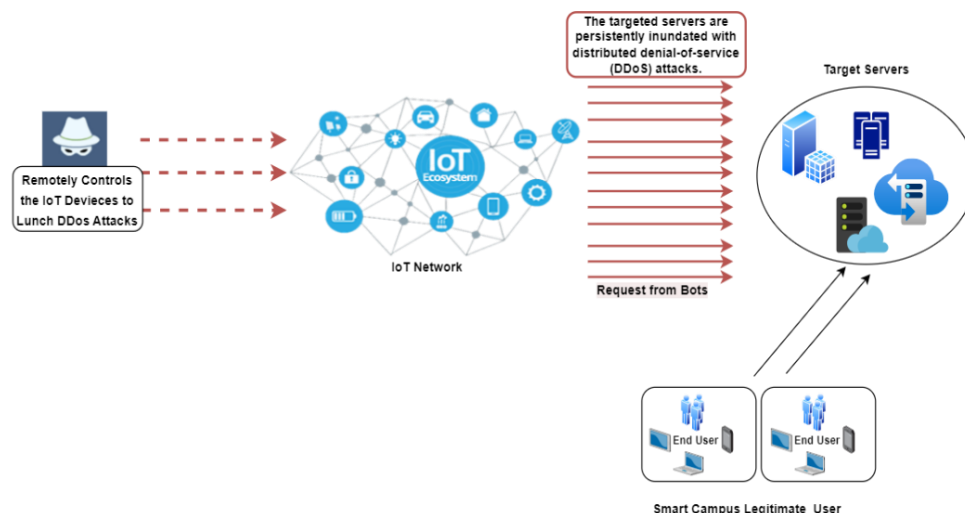 The targeted servers are
persistently inundated with
distributed denial-of-service
(DDoS) attacks.
Target Servers
Remotely Controls
the IoT Devieces to
Lunch DDos Attacks
IoT
Ecosystem
IoT Network
Request from Bots
End User
End User
Smart Campus Legitimate User